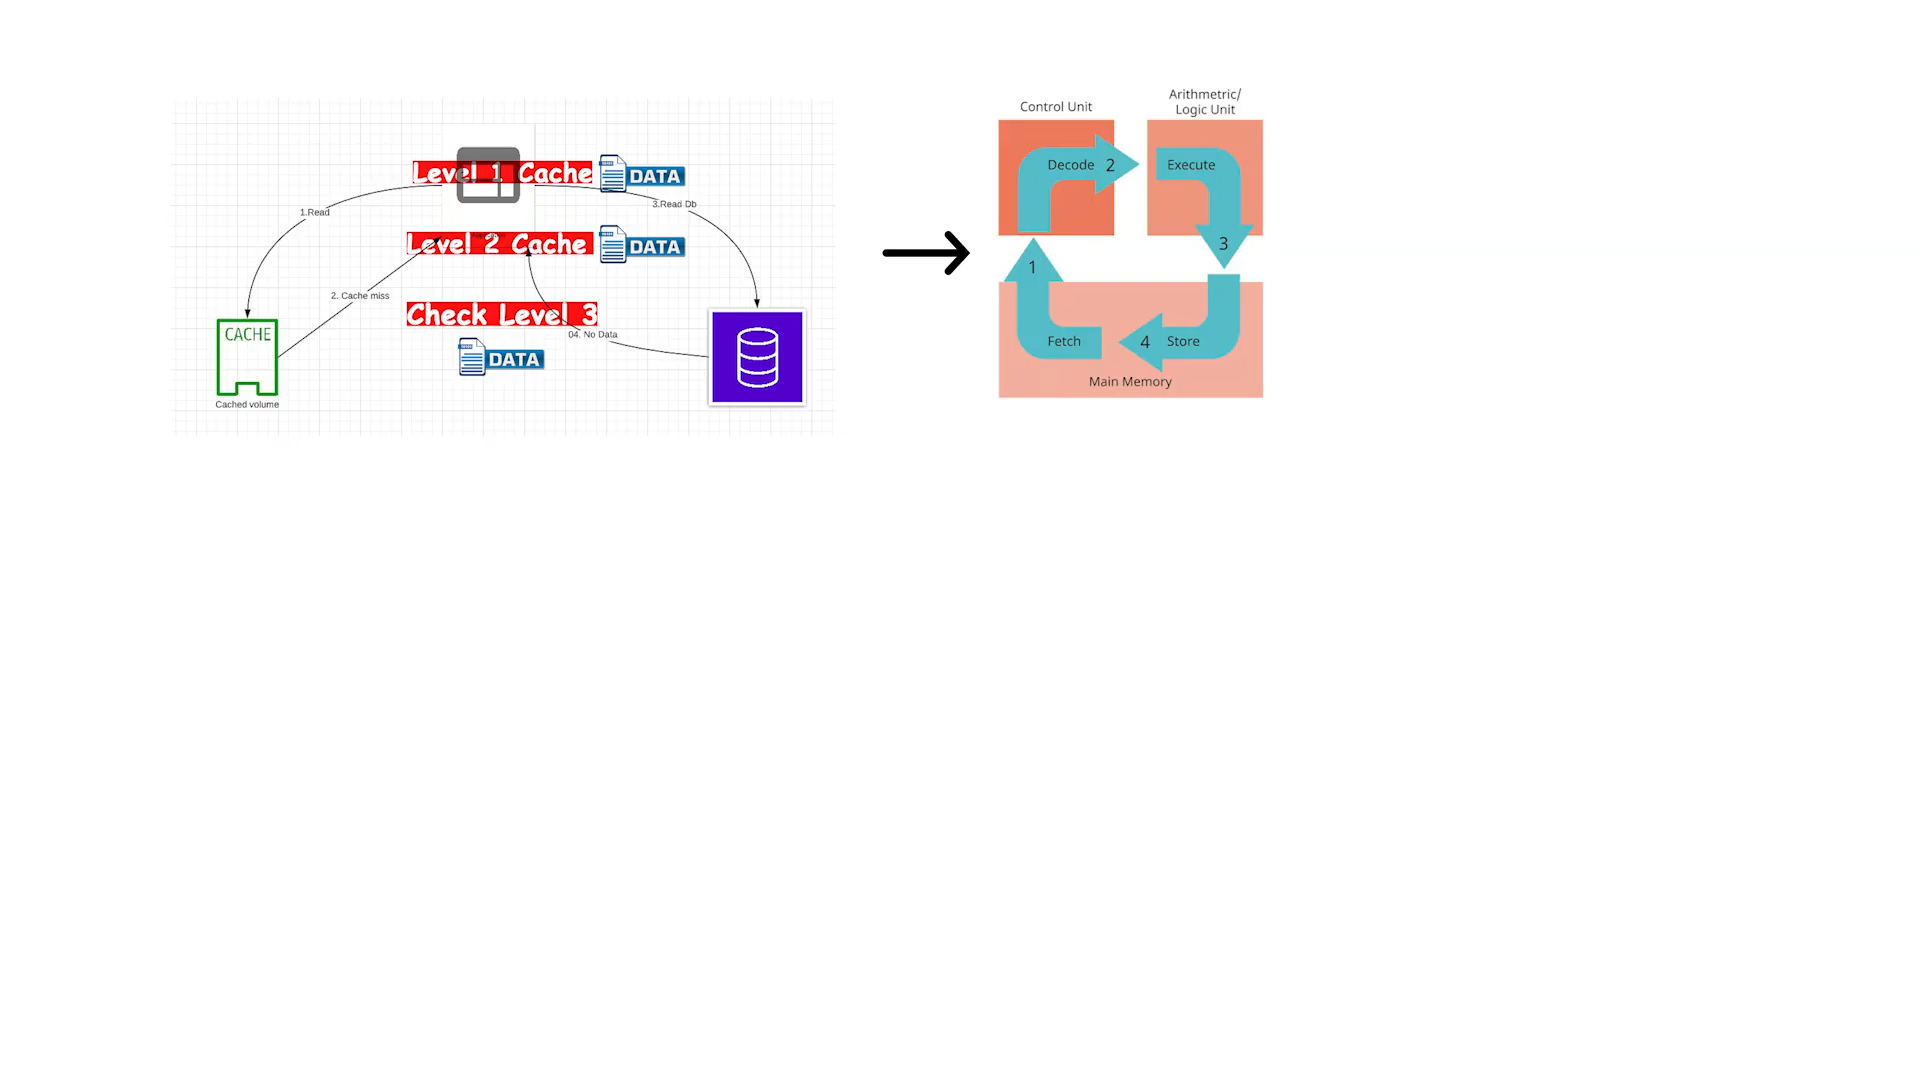 Level 1 Cache
DATA
1.Read
3.Read Db
Level 2 Cache
DATA
2. Cache miss
Check Level 3
04. No Data
DATA
CACHE
Cached volume
Control Unit
Arithmetric/
Logic Unit
Decode 2
Execute
3
1
Fetch
4 Store
Main Memory